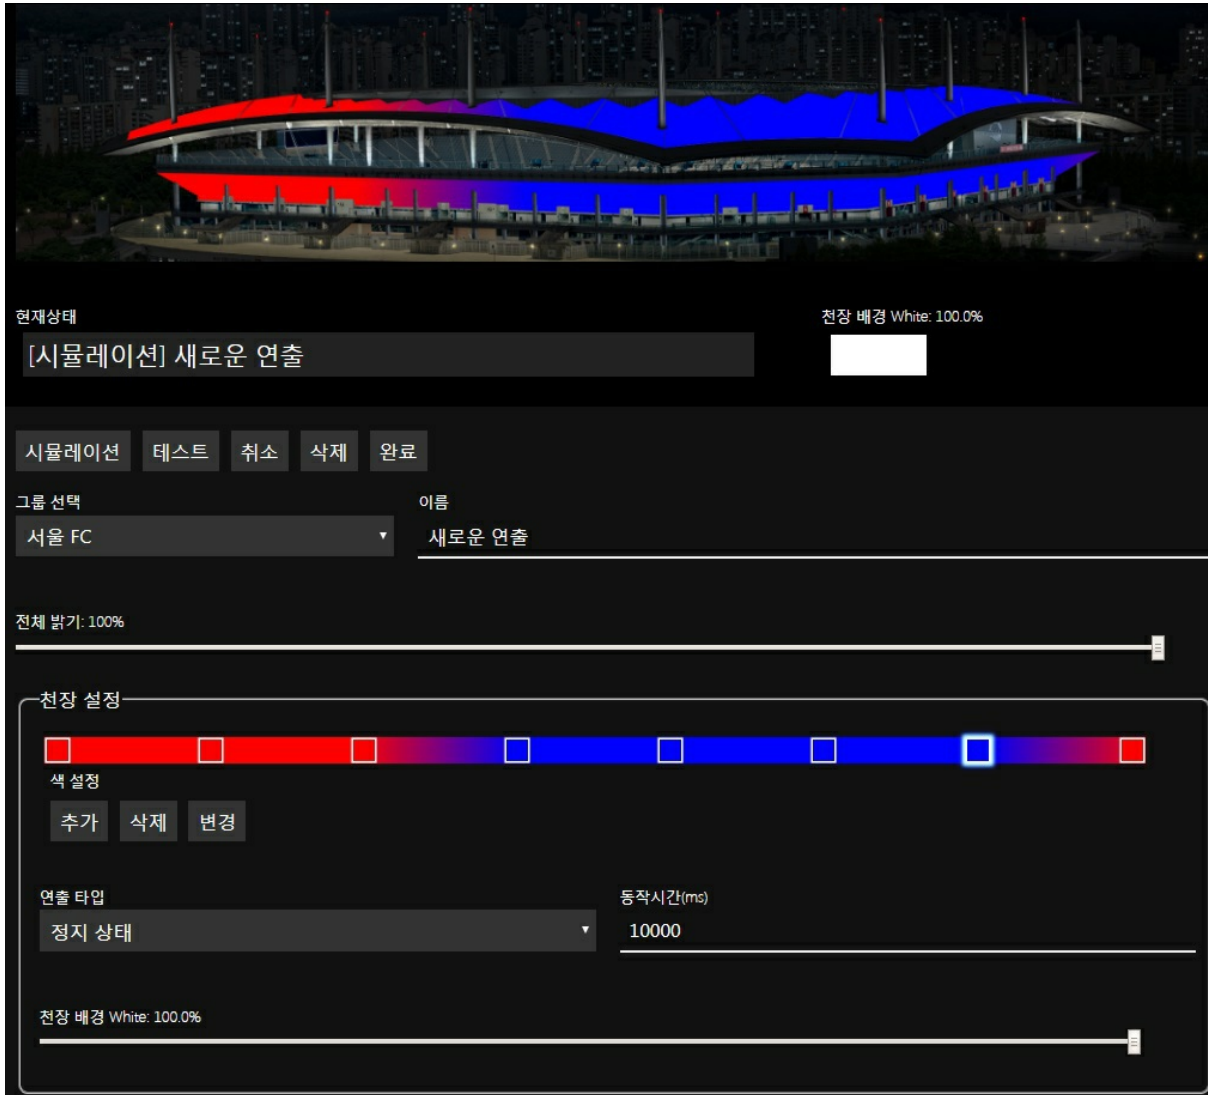 현재상태
천장 배경 White: 100.0%
[시뮬레이션] 새로운 연출
시뮬레이션 테스트 취소 삭제 완료
그룹 선택
이름
서울 FC
새로운 연출
전체 밝기: 100%
천장 설정
색 설정
추가 삭제 변경
연출 타입
동작시간(ms)
정지 상태
10000
천장 배경 White: 100.0%